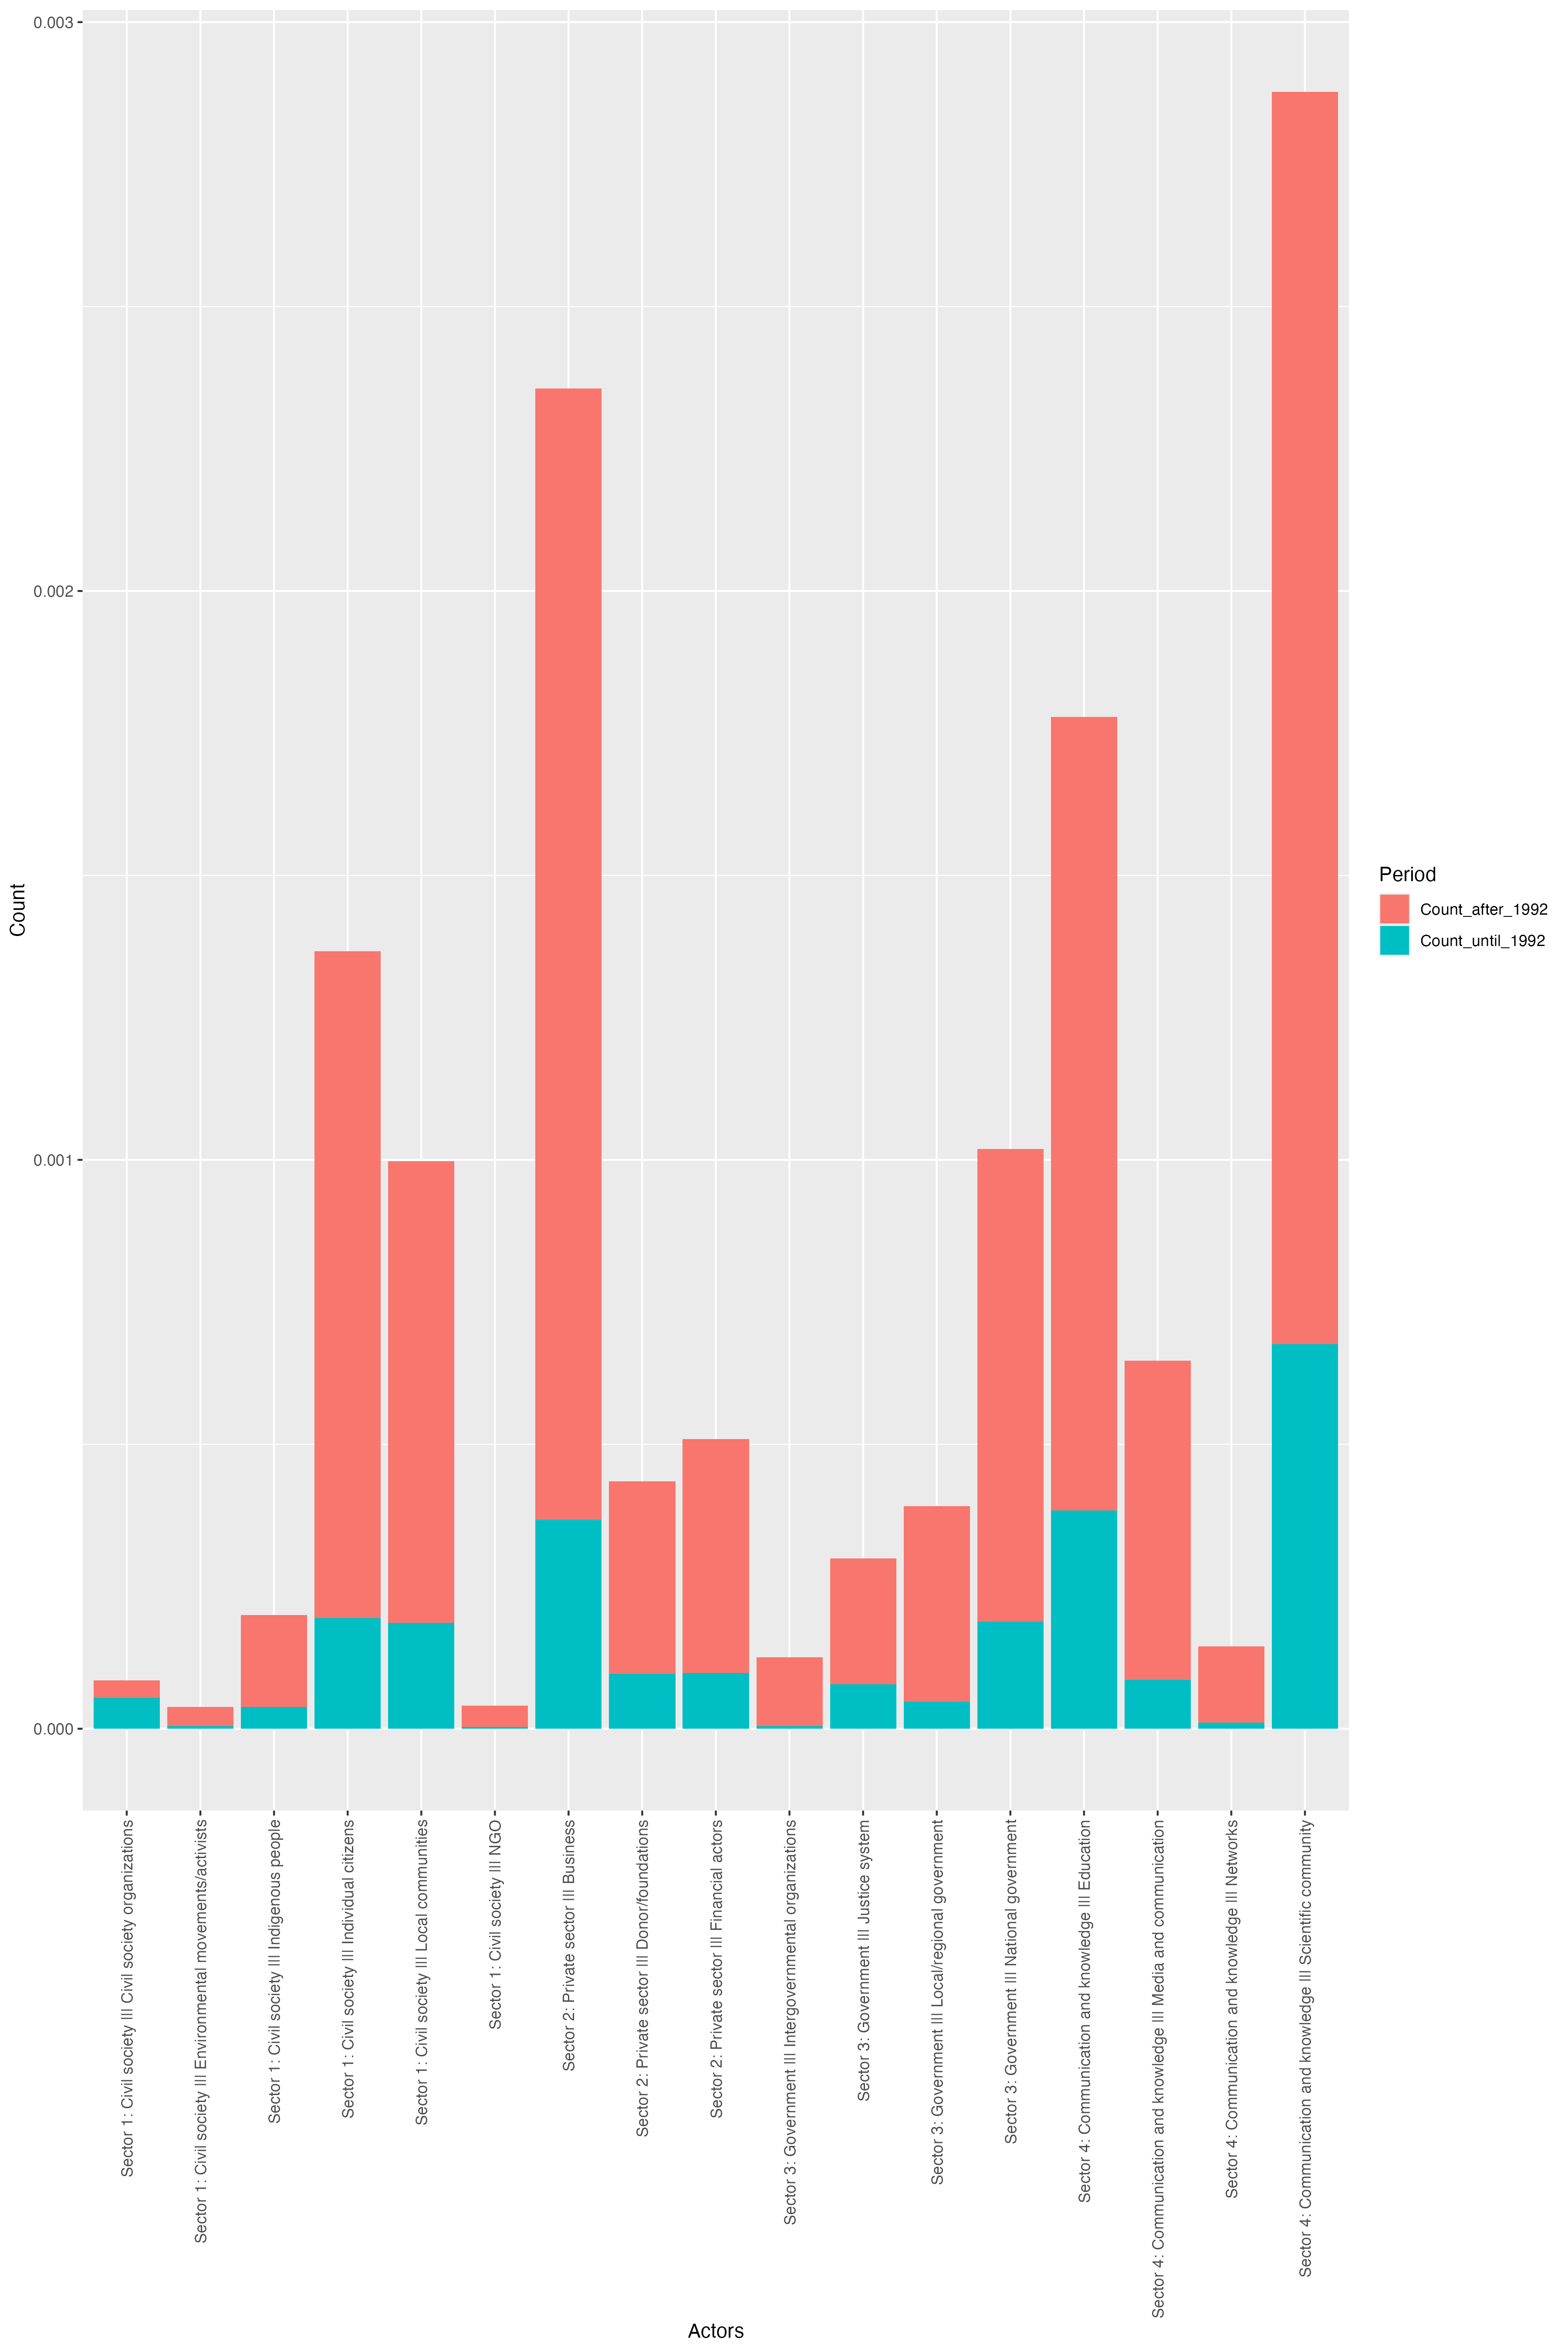 0.003
0.002
0.001
0.000
Count
Sector 1: Civil society III Civil society organizations
Sector 1: Civil society III Environmental movements/activists
Sector 1: Civil society III Indigenous people
Sector 1: Civil society III Individual citizens
Sector 1: Civil society III Local communities
Sector 1: Civil society III NGO
Sector 2: Private sector III Business
Sector 2: Private sector III Donor/foundations
Sector 2: Private sector III Financial actors
Sector 3: Government III Intergovernmental organizations
Sector 3: Government III Justice system
Sector 3: Government III Local/regional government
Sector 3: Government III National government
Sector 4: Communication and knowledge III Education
Sector 4: Communication and knowledge III Media and communication
Sector 4: Communication and knowledge III Networks
Sector 4: Communication and knowledge III Scientific community
Actors
Period
Count_after_1992
Count_until_1992